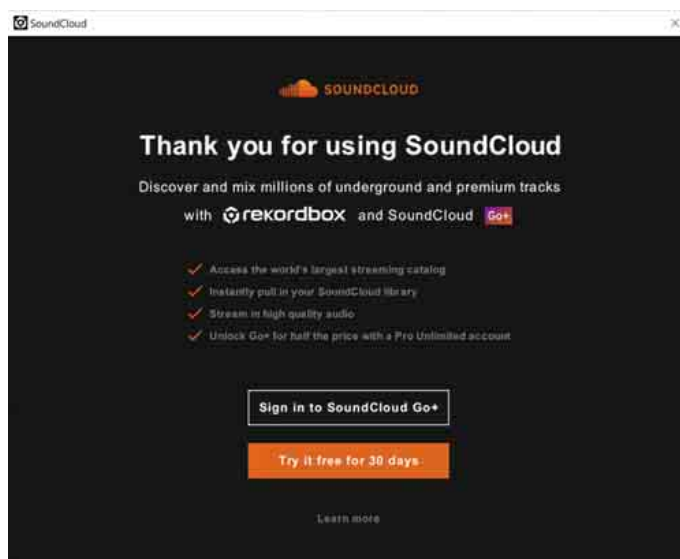 SoundCloud
SOUNDCLOUD
Thank you for using SoundCloud
Discover and mix millions of underground and premium tracks
with rekordbox and SoundCloud Go+
Access the world's largest streaming catalog
Instantly pull in your SoundCloud library
Stream in high quality audio
Unlock Go+ for half the price with a Pro Unlimited account
Sign in to SoundCloud Go+
Try it free for 30 days
Learn more